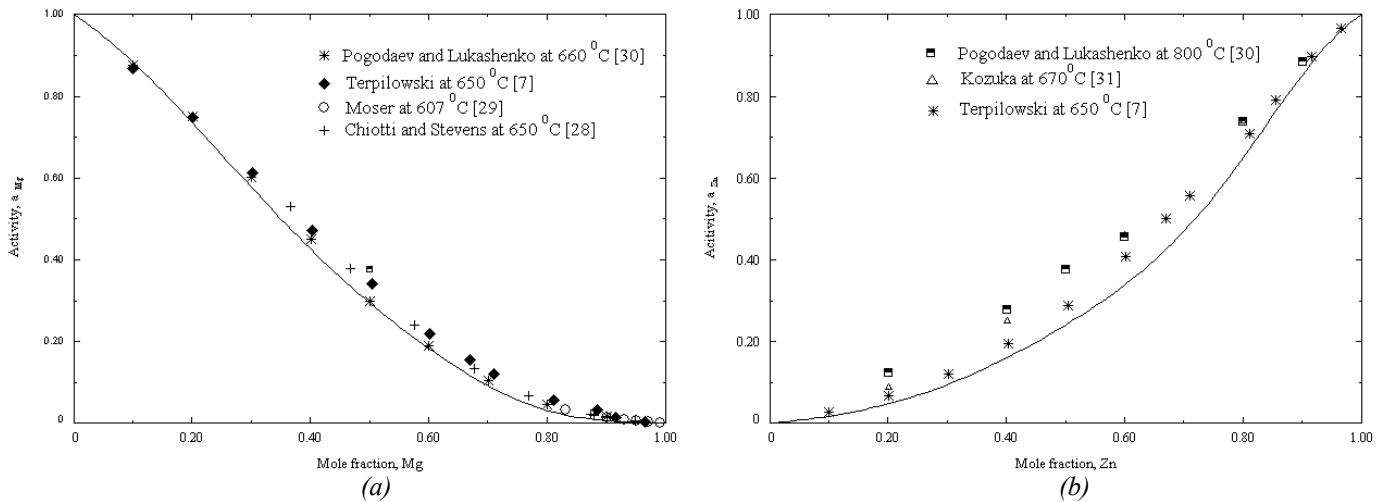 1.00
0.80
0.60
0.40
0.20
0
Activity, a Mg
Pogodaev and Lukashenko at 660 ⁰C [30]
Terpilowski at 650 ⁰C [7]
Moser at 607 ⁰C [29]
Chiotti and Stevens at 650 ⁰C [28]
0 0.20 0.40 0.60 0.80 1.00
Mole fraction, Mg
(a)
1.00
0.80
0.60
0.40
0.20
0
Acitivity, a Zn
Pogodaev and Lukashenko at 800 ⁰C [30]
Kozuka at 670⁰C [31]
Terpilowski at 650 ⁰C [7]
0 0.20 0.40 0.60 0.80 1.00
Mole fraction, Zn
(b)